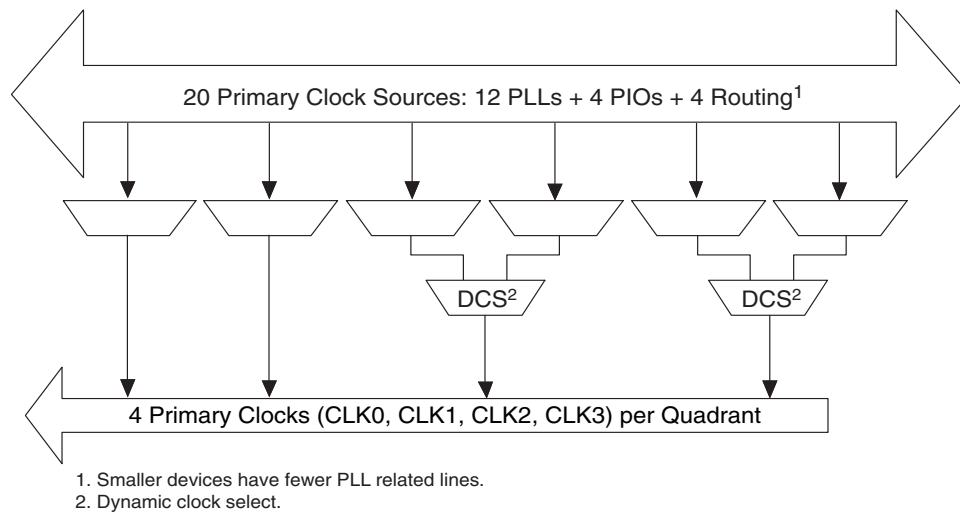 20 Primary Clock Sources: 12 PLLs + 4 PIOs + 4 Routing¹
DCS² DCS²
4 Primary Clocks (CLK0, CLK1, CLK2, CLK3) per Quadrant
1. Smaller devices have fewer PLL related lines.
2. Dynamic clock select.